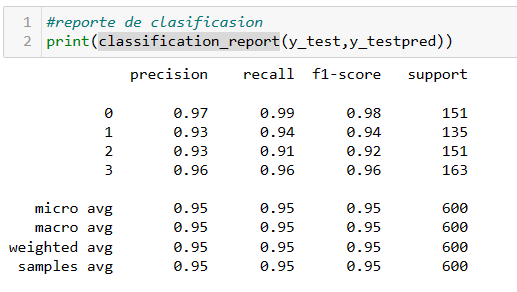 1 #reporte de clasificasion
2 print(classification_report(y_test,y_testpred))
precision recall f1-score support
0 0.97 0.99 0.98 151
1 0.93 0.94 0.94 135
2 0.93 0.91 0.92 151
3 0.96 0.96 0.96 163
micro avg 0.95 0.95 0.95 600
macro avg 0.95 0.95 0.95 600
weighted avg 0.95 0.95 0.95 600
samples avg 0.95 0.95 0.95 600